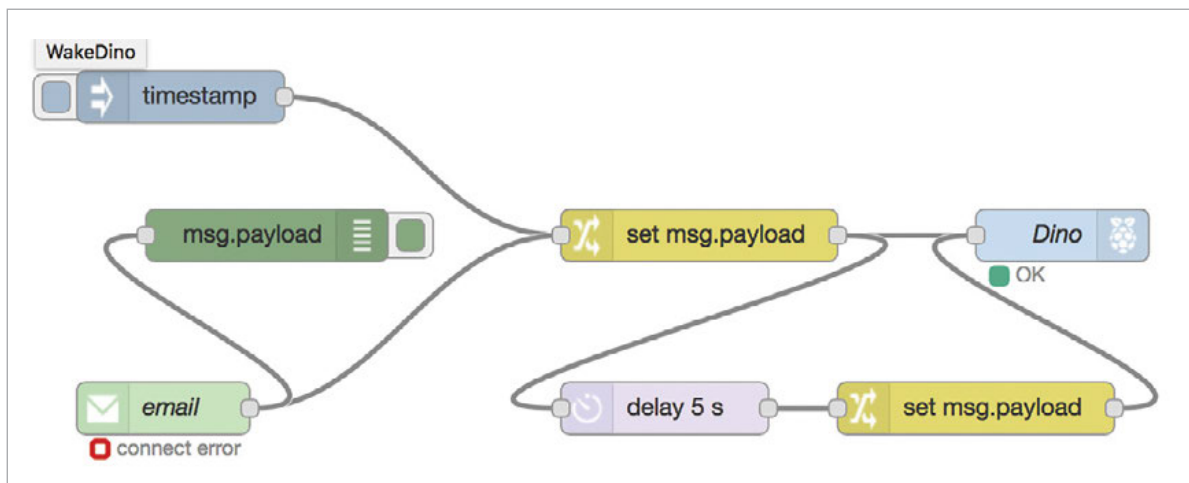 WakeDino
timestamp
msg.payload
set msg.payload
Dino
OK
email
connect error
delay 5 s
set msg.payload